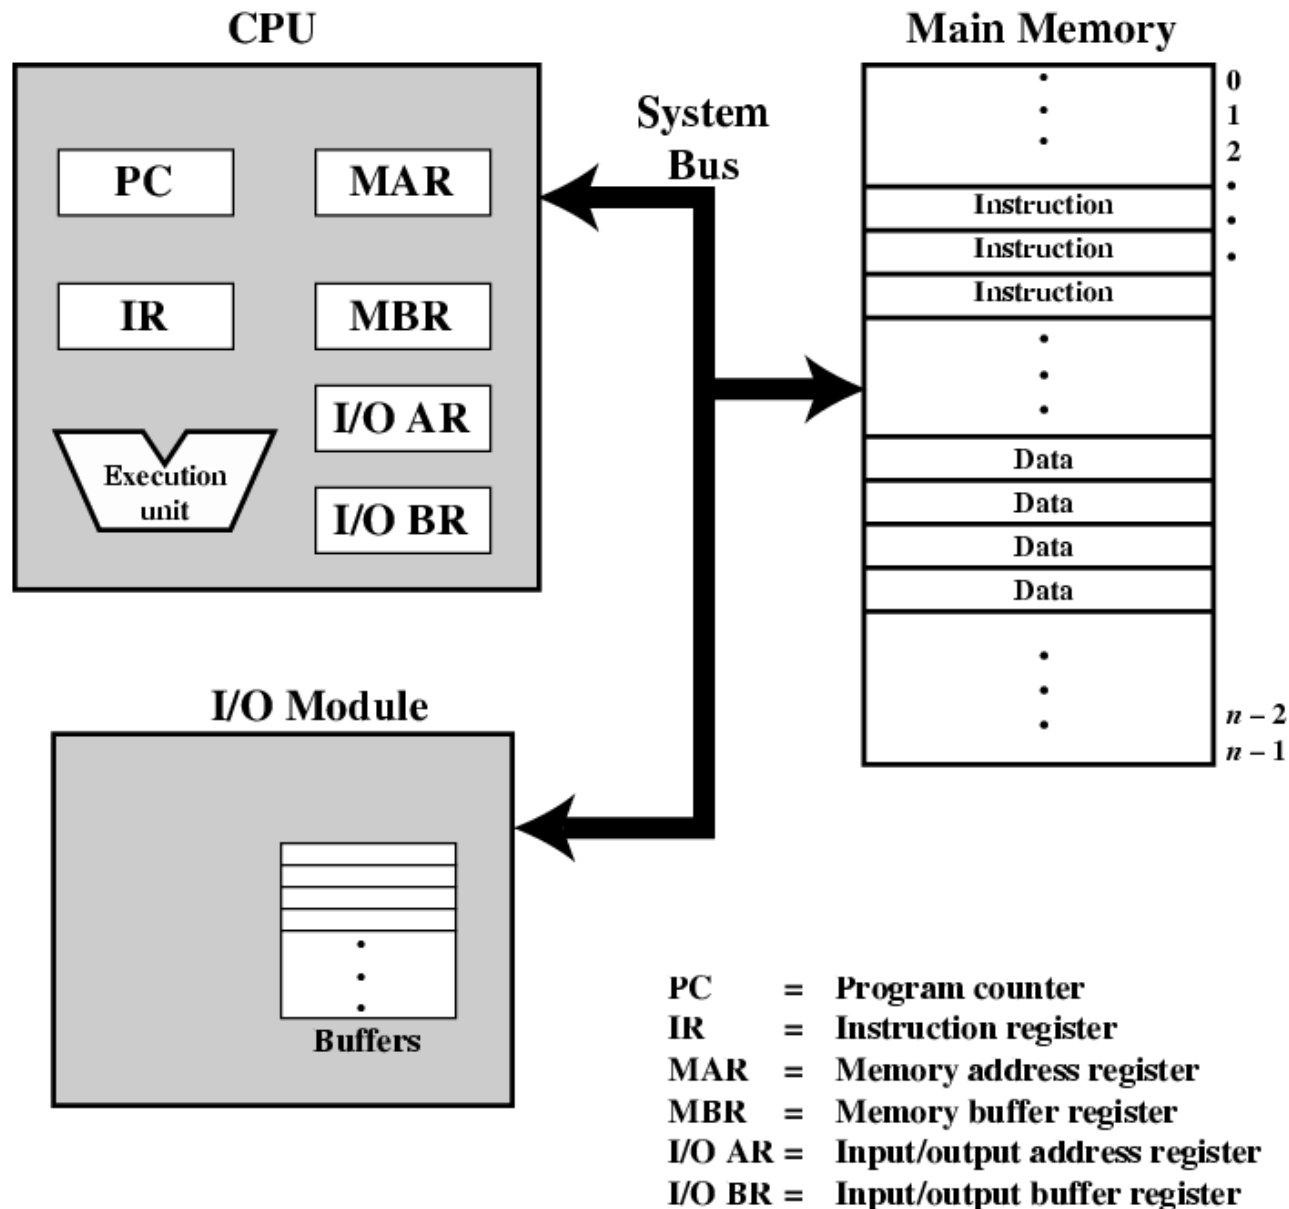 CPU
PC
MAR
IR
MBR
I/O AR
Execution
unit
I/O BR
System
Bus
Main Memory
0
1
2
Instruction
Instruction
Instruction
Data
Data
Data
Data
n – 2
n – 1
I/O Module
Buffers
PC = Program counter
IR = Instruction register
MAR = Memory address register
MBR = Memory buffer register
I/O AR = Input/output address register
I/O BR = Input/output buffer register